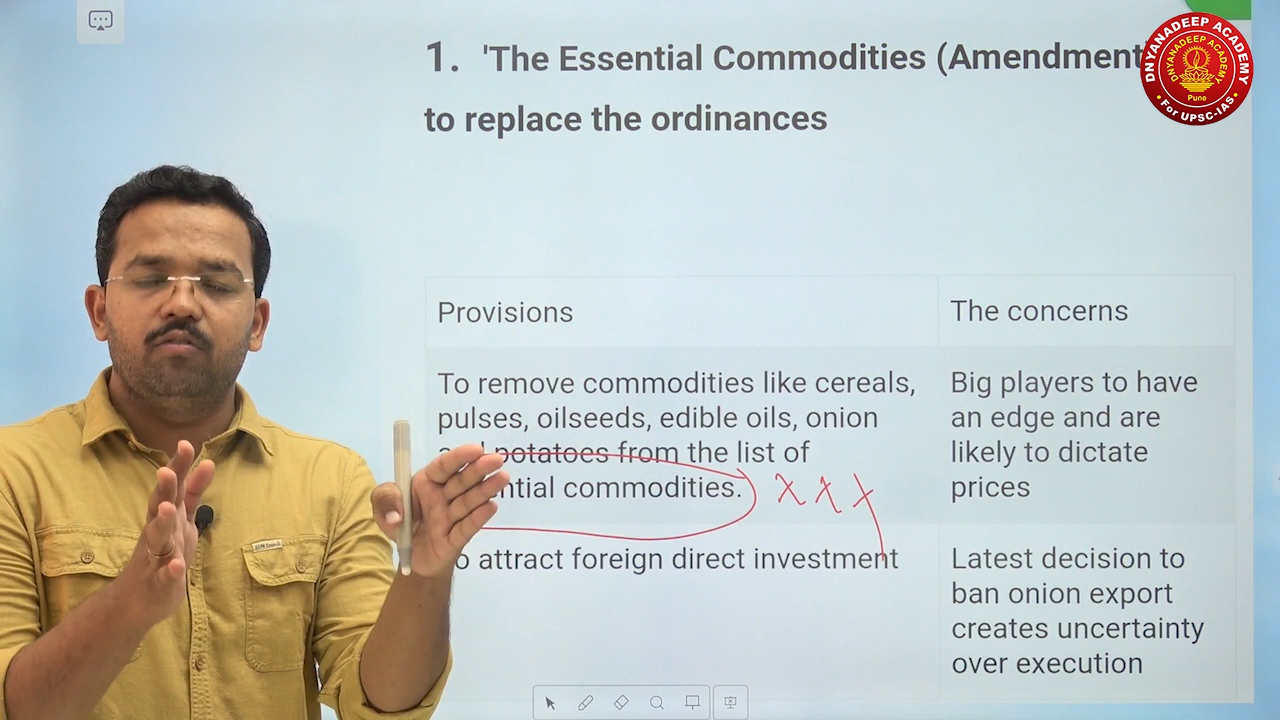 1. 'The Essential Commodities (Amendment
to replace the ordinances
DNYANADEEP ACADEMY
DNYANADEEP ACADEMY
Pune
• For UPSC-IAS •
Provisions
The concerns
To remove commodities like cereals,
pulses, oilseeds, edible oils, onion
potatoes from the list of
commodities.
Big players to have
an edge and are
likely to dictate
prices
x x x
attract foreign direct investment
Latest decision to
ban onion export
creates uncertainty
over execution